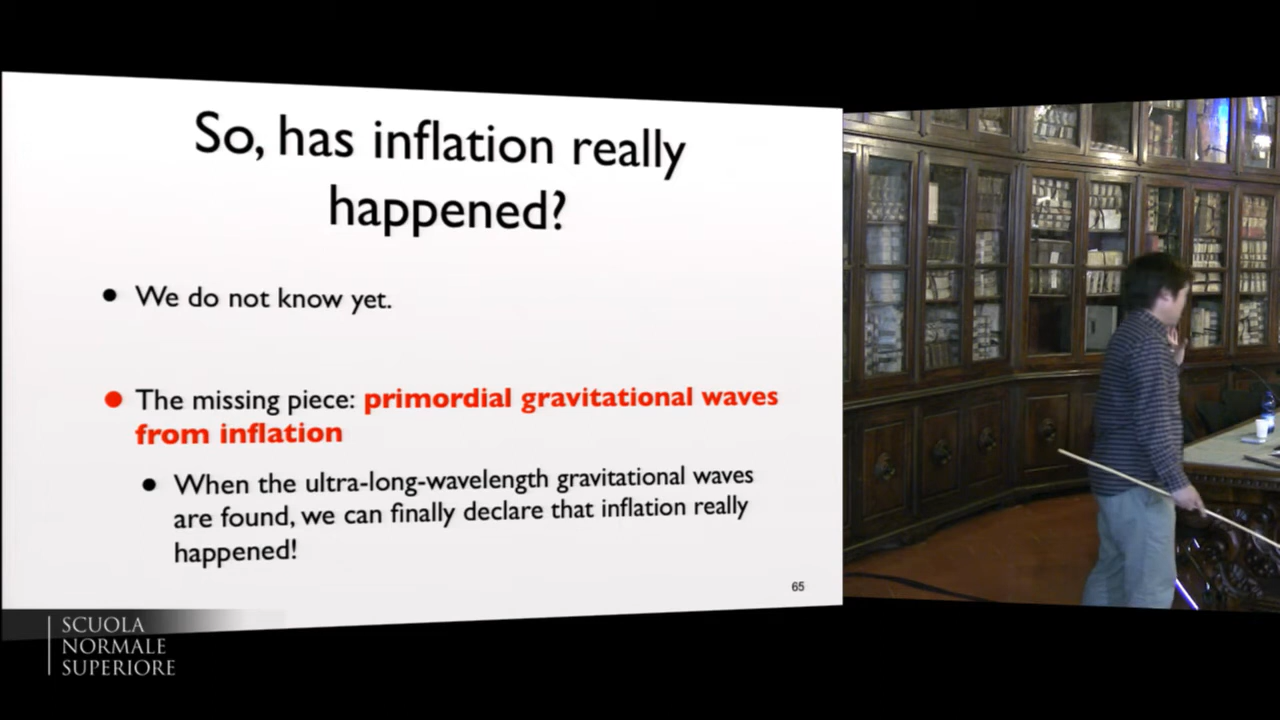 So, has inflation really
happened?
• We do not know yet.
• The missing piece: primordial gravitational waves
from inflation
• When the ultra-long-wavelength gravitational waves
are found, we can finally declare that inflation really
happened!
65
SCUOLA
NORMALE
SUPERIORE